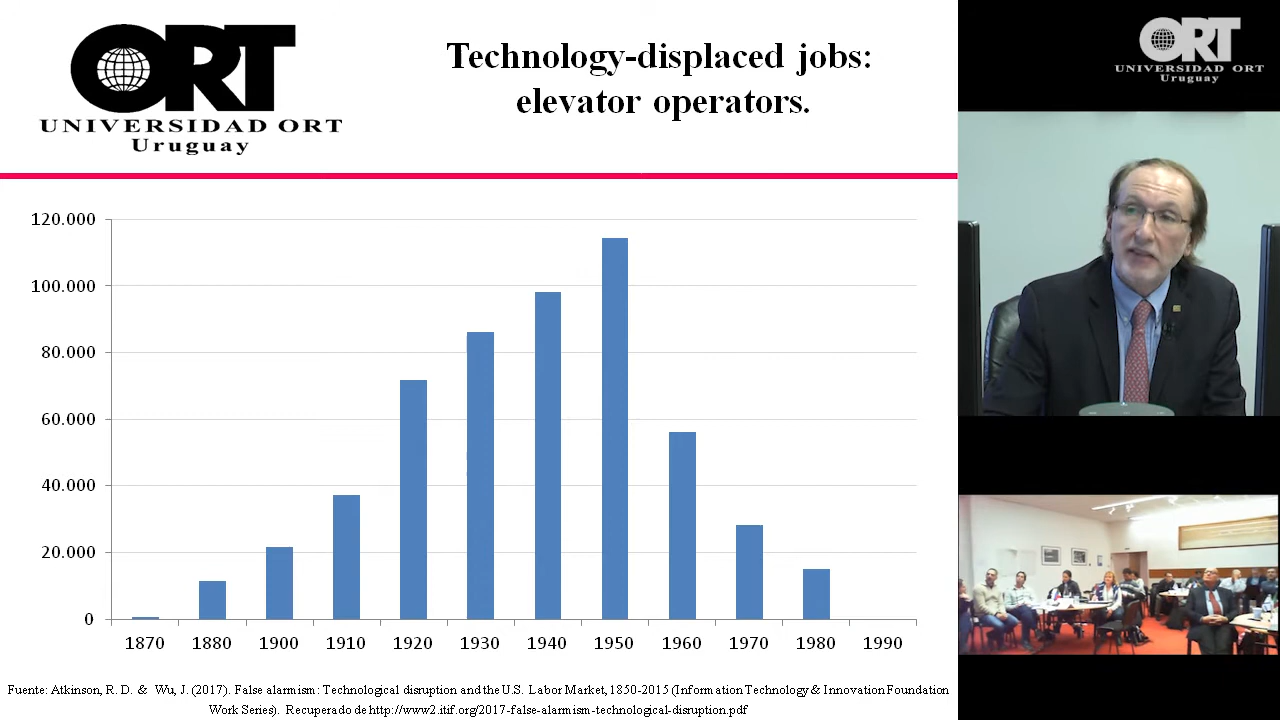 ORT
UNIVERSIDAD ORT
Uruguay
Technology-displaced jobs:
elevator operators.
120.000
100.000
80.000
60.000
40.000
20.000
0
1870 1880 1900 1910 1920 1930 1940 1950 1960 1970 1980 1990
Fuente: Atkinson, R. D. & Wu, J. (2017). False alarmism: Technological disruption and the U.S. Labor Market, 1850-2015 (Information Technology & Innovation Foundation
Work Series). Recuperado de http://www2.itif.org/2017-false-alarmism-technological-disruption.pdf
ORT
UNIVERSIDAD ORT
Uruguay